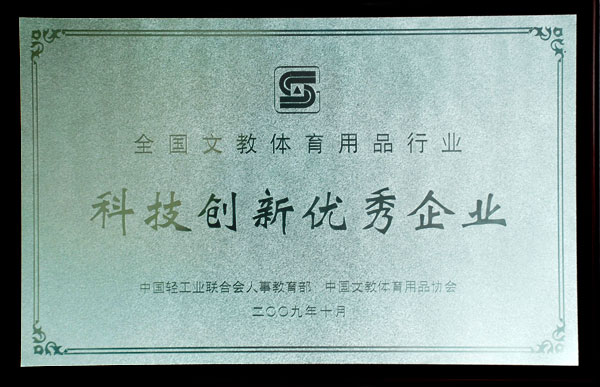 全国文教体育用品行业
科技创新优秀企业
中国轻工业联合会人事教育部 中国文教体育用品协会
二〇〇九年十月